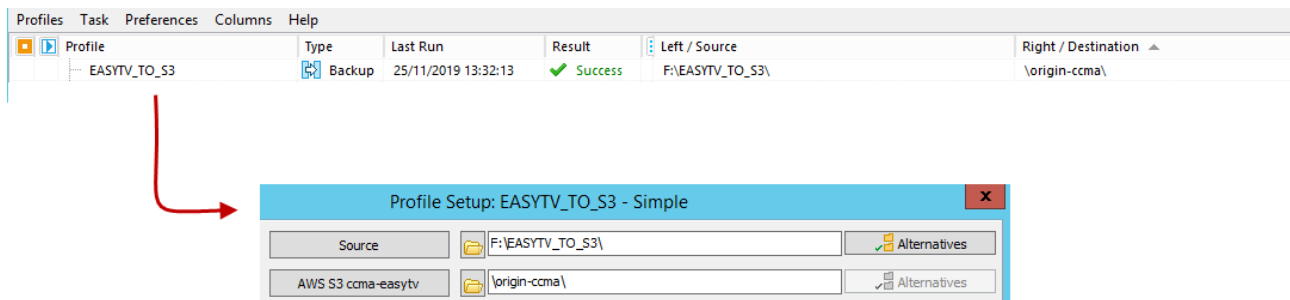 Profiles Task Preferences Columns Help
Profile Type Last Run Result Left / Source Right / Destination
EASYTV_TO_S3 Backup 25/11/2019 13:32:13 Success F:\EASYTV_TO_S3\ \origin-ccma\
Profile Setup: EASYTV_TO_S3 - Simple x
Source F:\EASYTV_TO_S3\ Alternatives
AWS S3 ccma-easytv \origin-ccma\ Alternatives